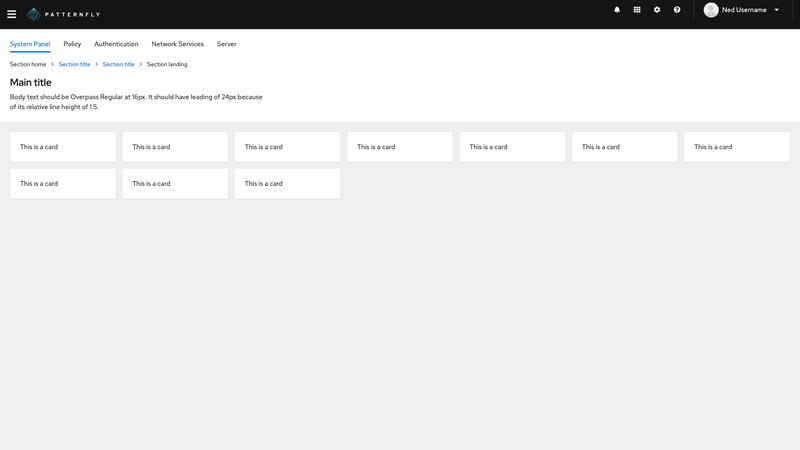 PATTERNFLY
Ned Username
System Panel Policy Authentication Network Services Server
Section home > Section title > Section title > Section landing
Main title
Body text should be Overpass Regular at 16px. It should have leading of 24px because
of its relative line height of 1.5.
This is a card This is a card This is a card This is a card This is a card This is a card This is a card
This is a card This is a card This is a card